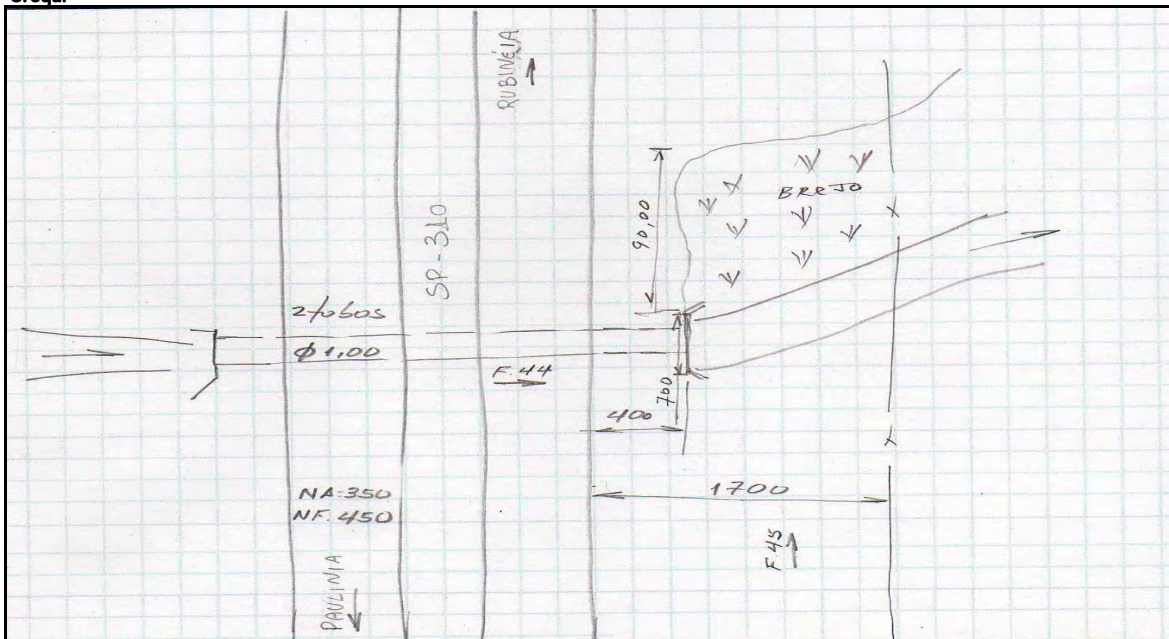 Croqui
RUBINÉIA
SP-310
BREJO
90,00
2 tubos
Ø 1,00
F.44
700
400
1700
NA=350
NF.450
F.45
PAULINIA